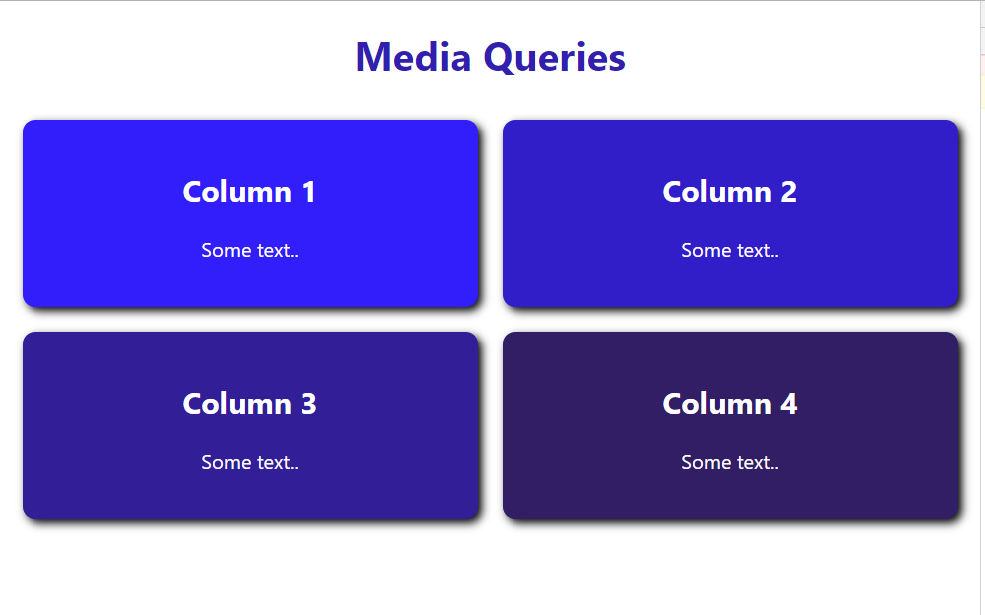 Media Queries
Column 1
Some text..
Column 2
Some text..
Column 3
Some text..
Column 4
Some text..